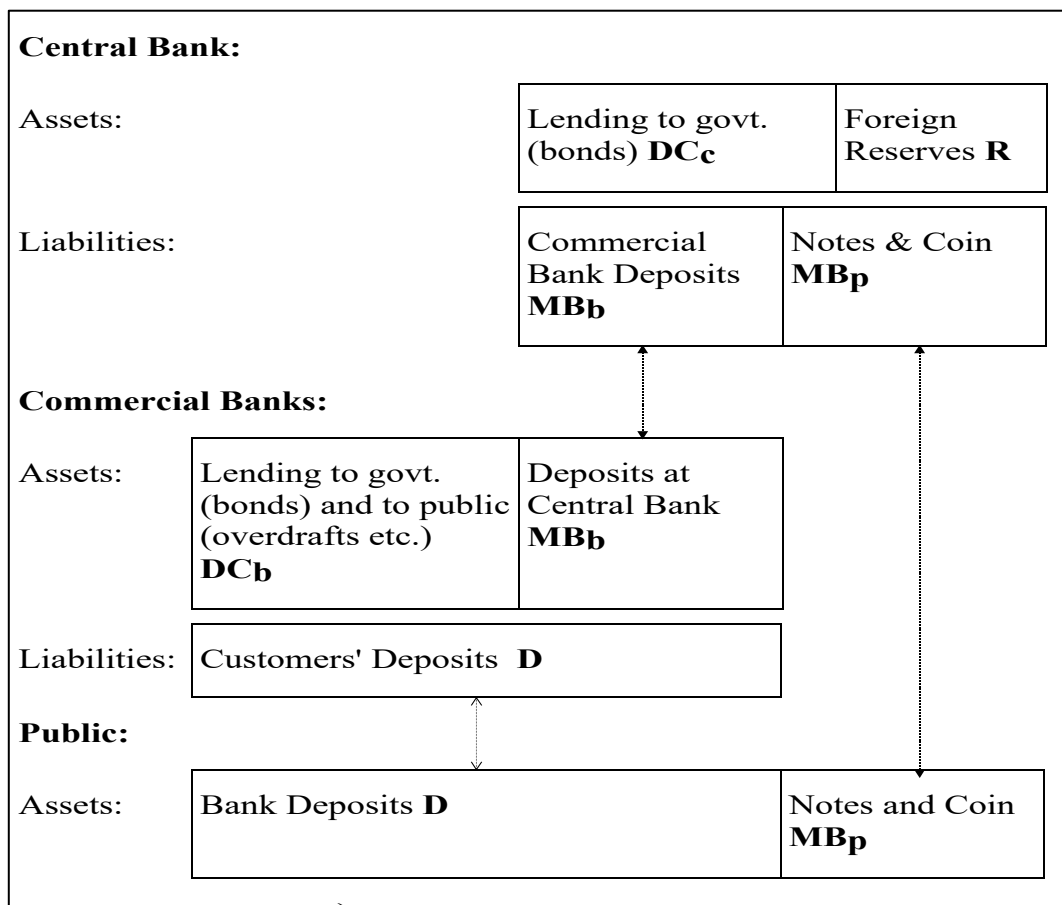 Central Bank:
Assets:
Lending to govt.
(bonds) DCc
Foreign
Reserves R
Liabilities:
Commercial
Bank Deposits
MBb
Notes & Coin
MBp
Commercial Banks:
Assets:
Lending to govt.
(bonds) and to public
(overdrafts etc.)
DCb
Deposits at
Central Bank
MBb
Liabilities:
Customers' Deposits D
Public:
Assets:
Bank Deposits D
Notes and Coin
MBp